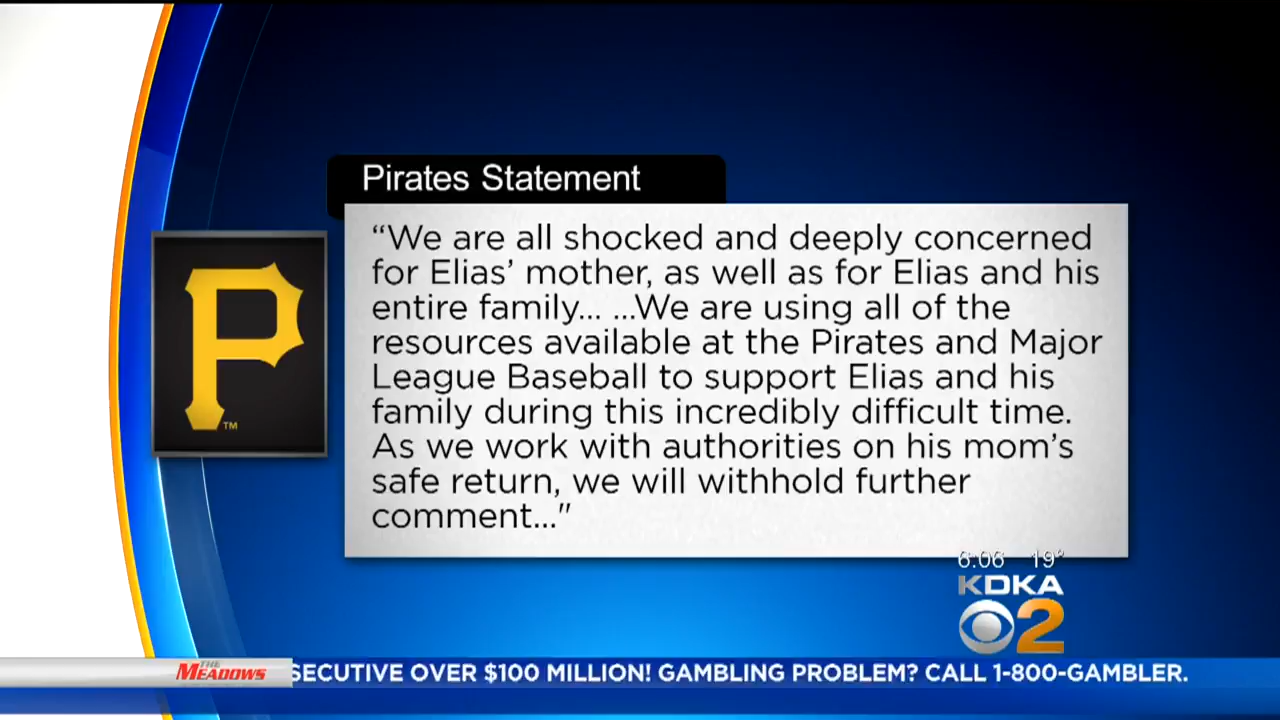 Pirates Statement
“We are all shocked and deeply concerned
for Elias’ mother, as well as for Elias and his
entire family... ...We are using all of the
resources available at the Pirates and Major
League Baseball to support Elias and his
family during this incredibly difficult time.
As we work with authorities on his mom’s
safe return, we will withhold further
comment..."
P
TM
6:06 19°
KDKA
2
THE
MEADOWS
SECUTIVE OVER $100 MILLION! GAMBLING PROBLEM? CALL 1-800-GAMBLER.